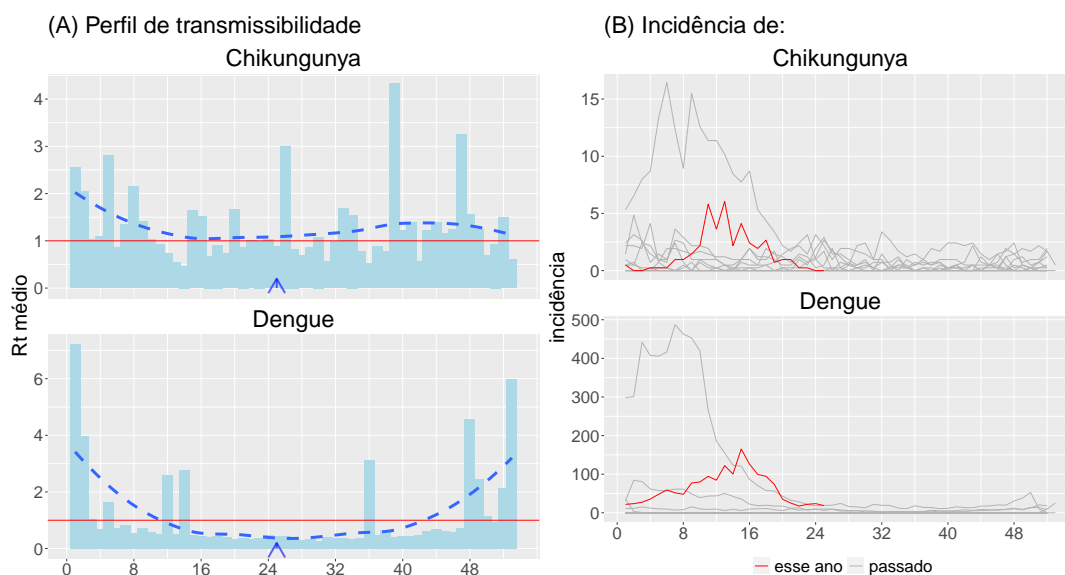 (A) Perfil de transmissibilidade
Chikungunya
4
3
2
1
0
Dengue
6
4
2
0
0 8 16 24 32 40 48
Rt médio
(B) Incidência de:
Chikungunya
15
10
5
0
Dengue
500
400
300
200
100
0
0 8 16 24 32 40 48
incidência
esse ano passado